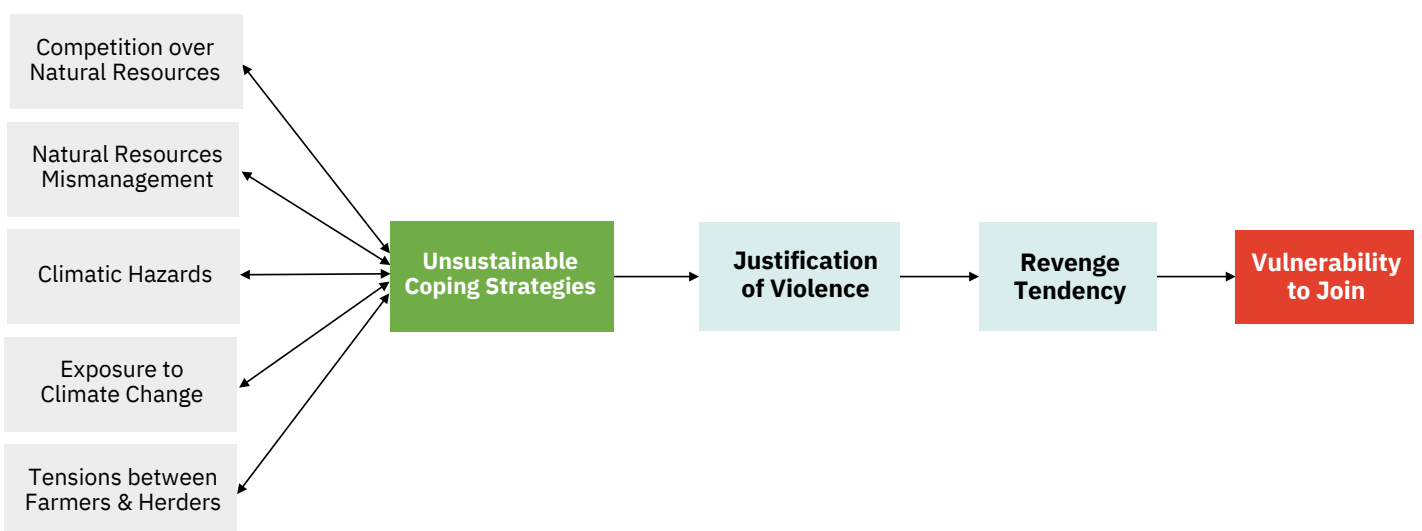 Competition over
Natural Resources
Natural Resources
Mismanagement
Climatic Hazards
Exposure to
Climate Change
Tensions between
Farmers & Herders
Unsustainable
Coping Strategies
Justification
of Violence
Revenge
Tendency
Vulnerability
to Join